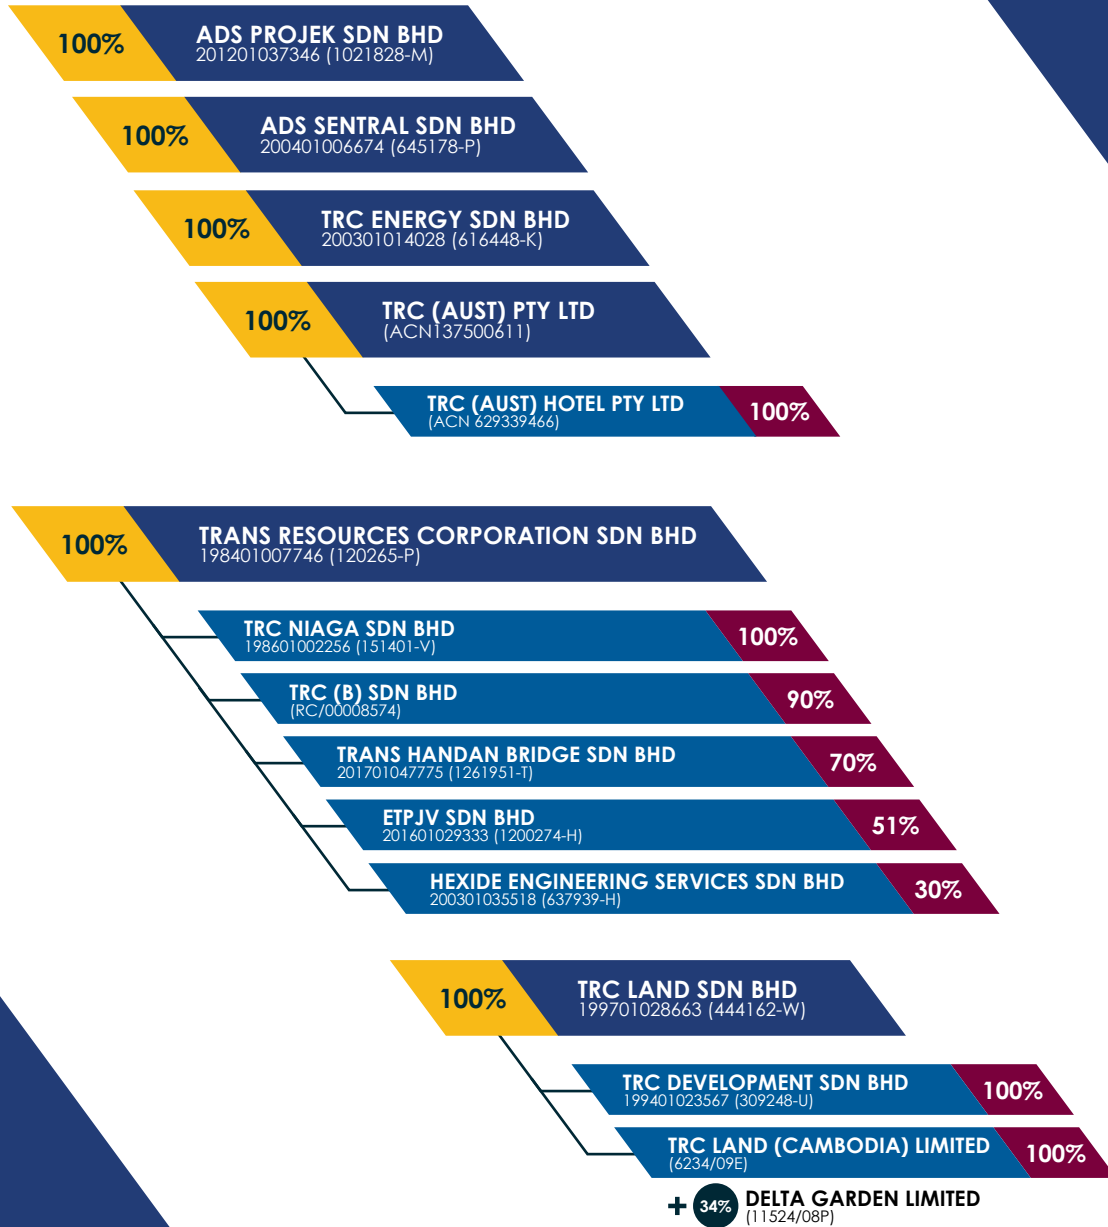 100%
ADS PROJEK SDN BHD
201201037346 (1021828-M)
100%
ADS SENTRAL SDN BHD
200401006674 (645178-P)
100%
TRC ENERGY SDN BHD
200301014028 (616448-K)
100%
TRC (AUST) PTY LTD
(ACN137500611)
TRC (AUST) HOTEL PTY LTD
(ACN 629339466)
100%
100%
TRANS RESOURCES CORPORATION SDN BHD
198401007746 (120265-P)
TRC NIAGA SDN BHD
198601002256 (151401-V)
100%
TRC (B) SDN BHD
(RC/00008574)
90%
TRANS HANDAN BRIDGE SDN BHD
201701047775 (1261951-T)
70%
ETPJV SDN BHD
201601029333 (1200274-H)
51%
HEXIDE ENGINEERING SERVICES SDN BHD
200301035518 (637939-H)
30%
100%
TRC LAND SDN BHD
199701028663 (444162-W)
TRC DEVELOPMENT SDN BHD
199401023567 (309248-U)
100%
TRC LAND (CAMBODIA) LIMITED
(6234/09E)
100%
+ 34% DELTA GARDEN LIMITED
(11524/08P)